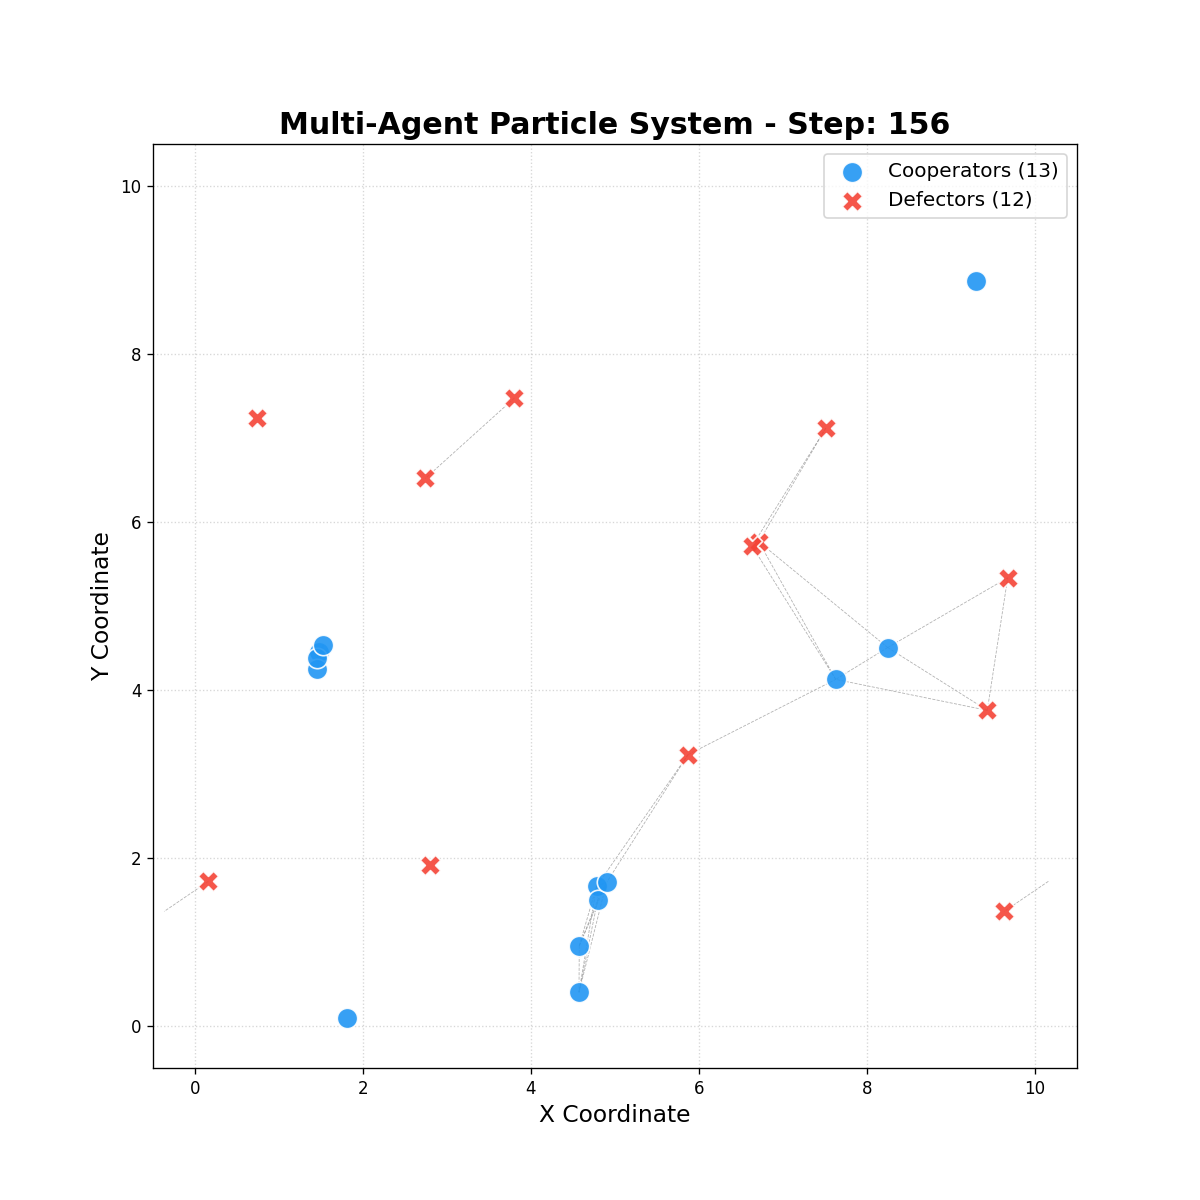 Multi-Agent Particle System - Step: 156
Cooperators (13)
Defectors (12)
Y Coordinate
10
8
6
4
2
0
0 2 4 6 8 10
X Coordinate